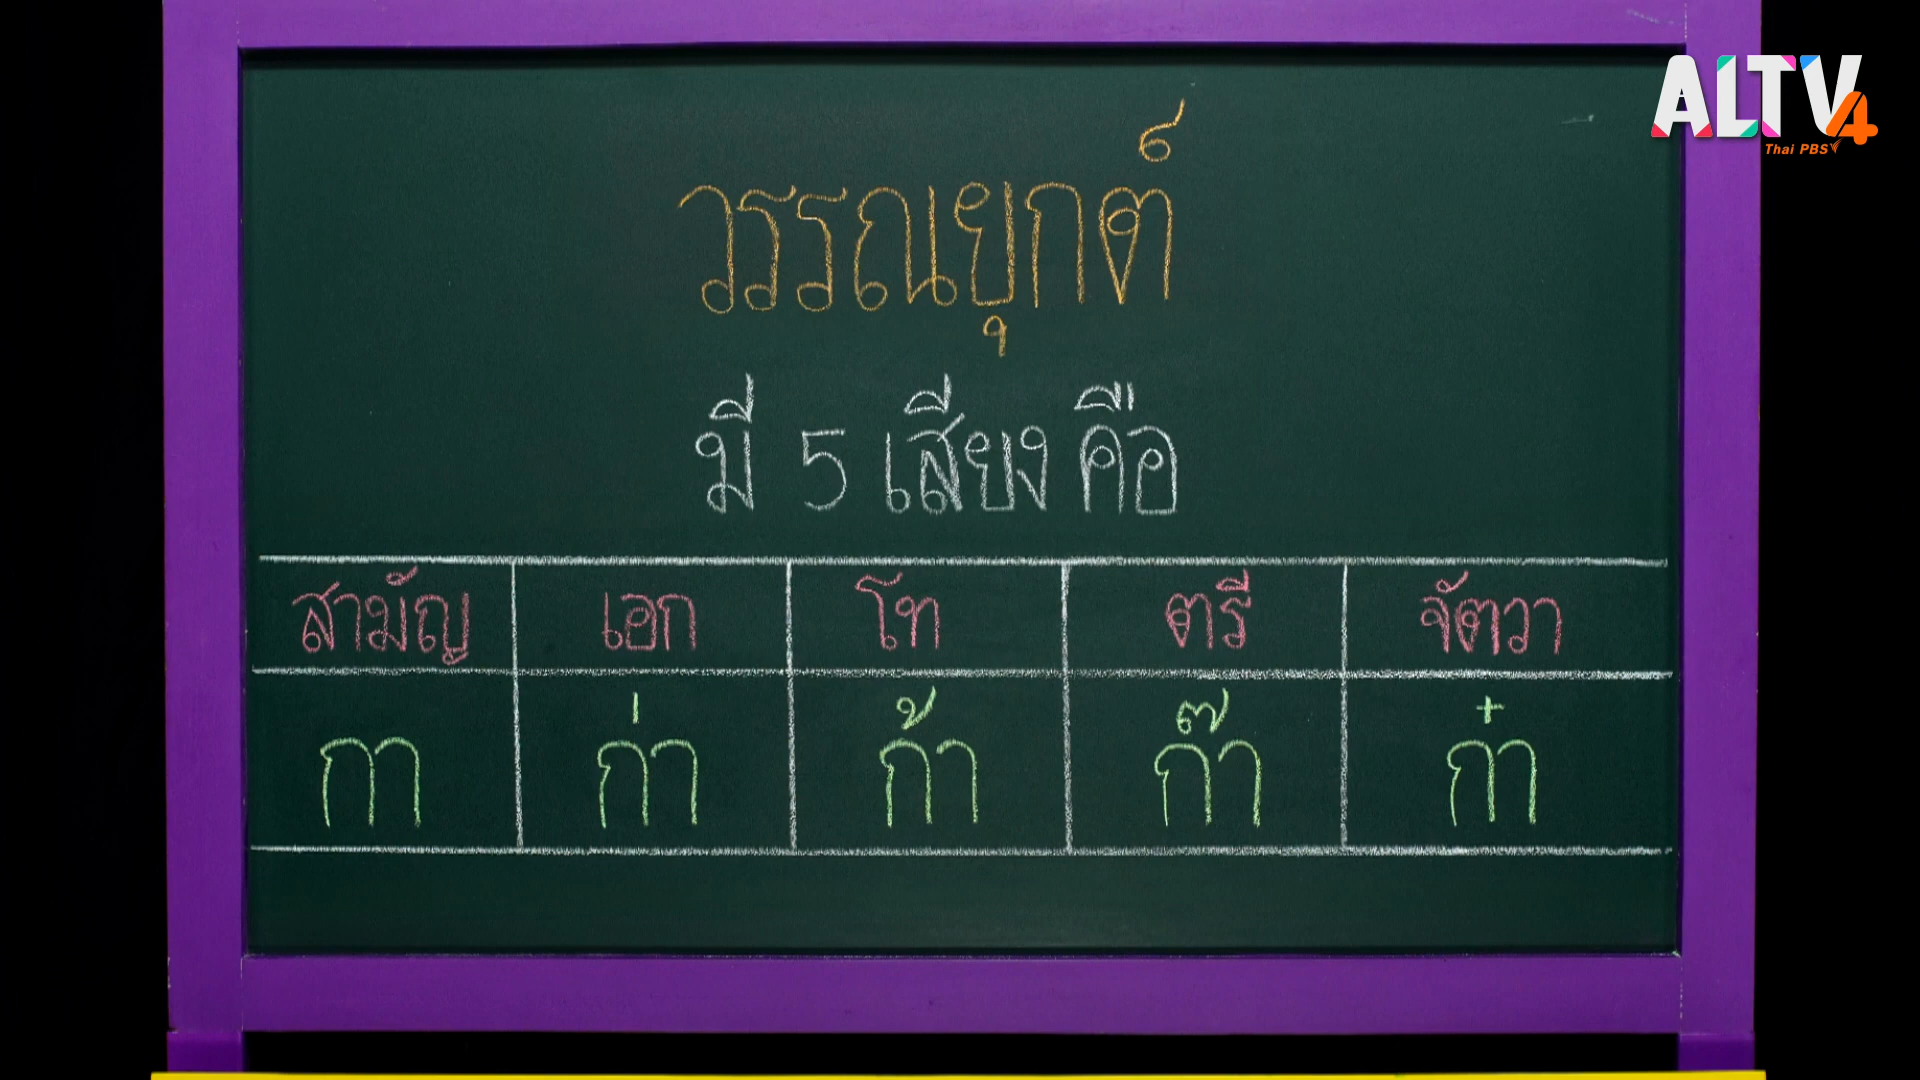 ALTV4
Thai PBS
วรรณยุกต์
มี 5 เสียง คือ
สามัญ เอก โท ตรี จัตวา
กา ก่า ก้า ก๊า ก๋า